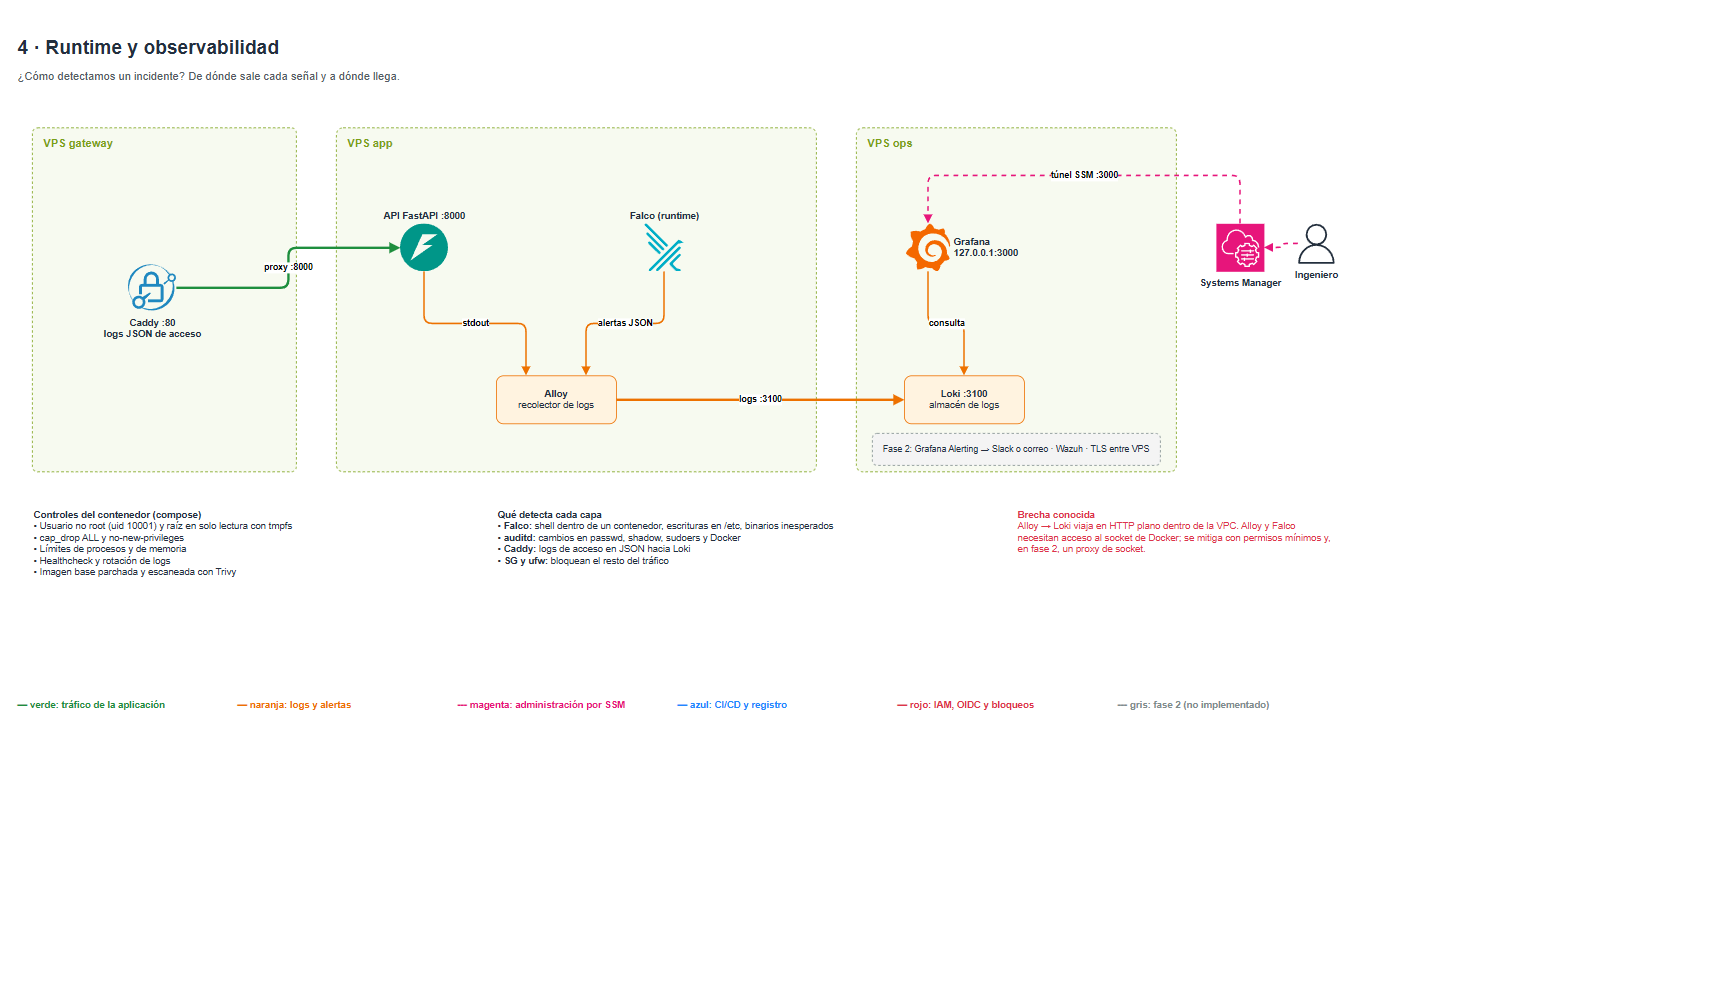 4 · Runtime y observabilidad
¿Cómo detectamos un incidente? De dónde sale cada señal y a dónde llega.
VPS gateway
VPS app
VPS ops
túnel SSM :3000
API FastAPI :8000
Falco (runtime)
Grafana
127.0.0.1:3000
Systems Manager
Ingeniero
proxy :8000
Caddy :80
logs JSON de acceso
stdout
alertas JSON
consulta
Alloy
recolector de logs
logs :3100
Loki :3100
almacén de logs
Fase 2: Grafana Alerting → Slack o correo · Wazuh · TLS entre VPS
Controles del contenedor (compose)
• Usuario no root (uid 10001) y raíz en solo lectura con tmpfs
• cap_drop ALL y no-new-privileges
• Límites de procesos y de memoria
• Healthcheck y rotación de logs
• Imagen base parchada y escaneada con Trivy
Qué detecta cada capa
• Falco: shell dentro de un contenedor, escrituras en /etc, binarios inesperados
• auditd: cambios en passwd, shadow, sudoers y Docker
• Caddy: logs de acceso en JSON hacia Loki
• SG y ufw: bloquean el resto del tráfico
Brecha conocida
Alloy → Loki viaja en HTTP plano dentro de la VPC. Alloy y Falco
necesitan acceso al socket de Docker; se mitiga con permisos mínimos y,
en fase 2, un proxy de socket.
— verde: tráfico de la aplicación
— naranja: logs y alertas
— magenta: administración por SSM
— azul: CI/CD y registro
— rojo: IAM, OIDC y bloqueos
— gris: fase 2 (no implementado)